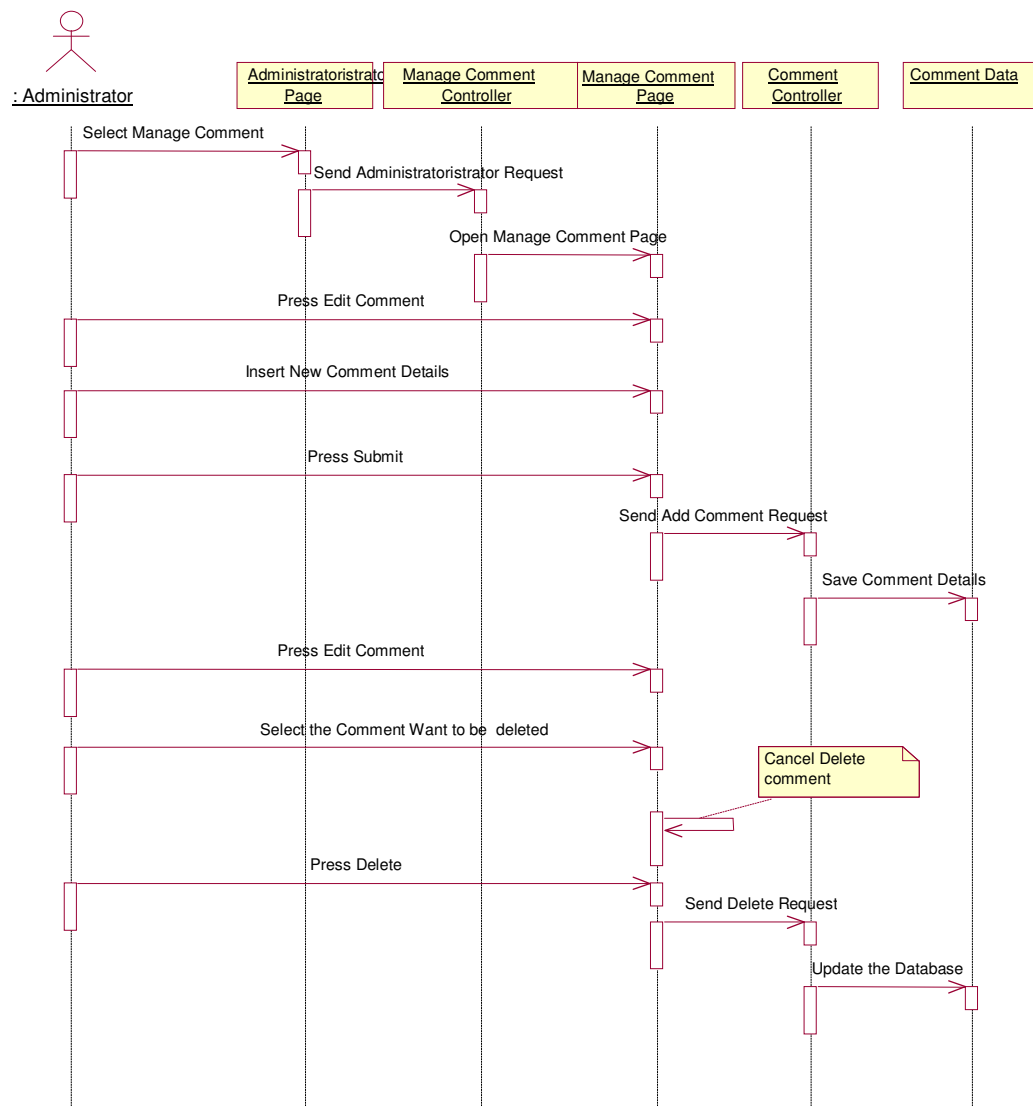 : Administrator
Administratoristrato
Page
Manage Comment
Controller
Manage Comment
Page
Comment
Controller
Comment Data
Select Manage Comment
Send Administratoristrator Request
Open Manage Comment Page
Press Edit Comment
Insert New Comment Details
Press Submit
Send Add Comment Request
Save Comment Details
Press Edit Comment
Select the Comment Want to be deleted
Cancel Delete
comment
Press Delete
Send Delete Request
Update the Database